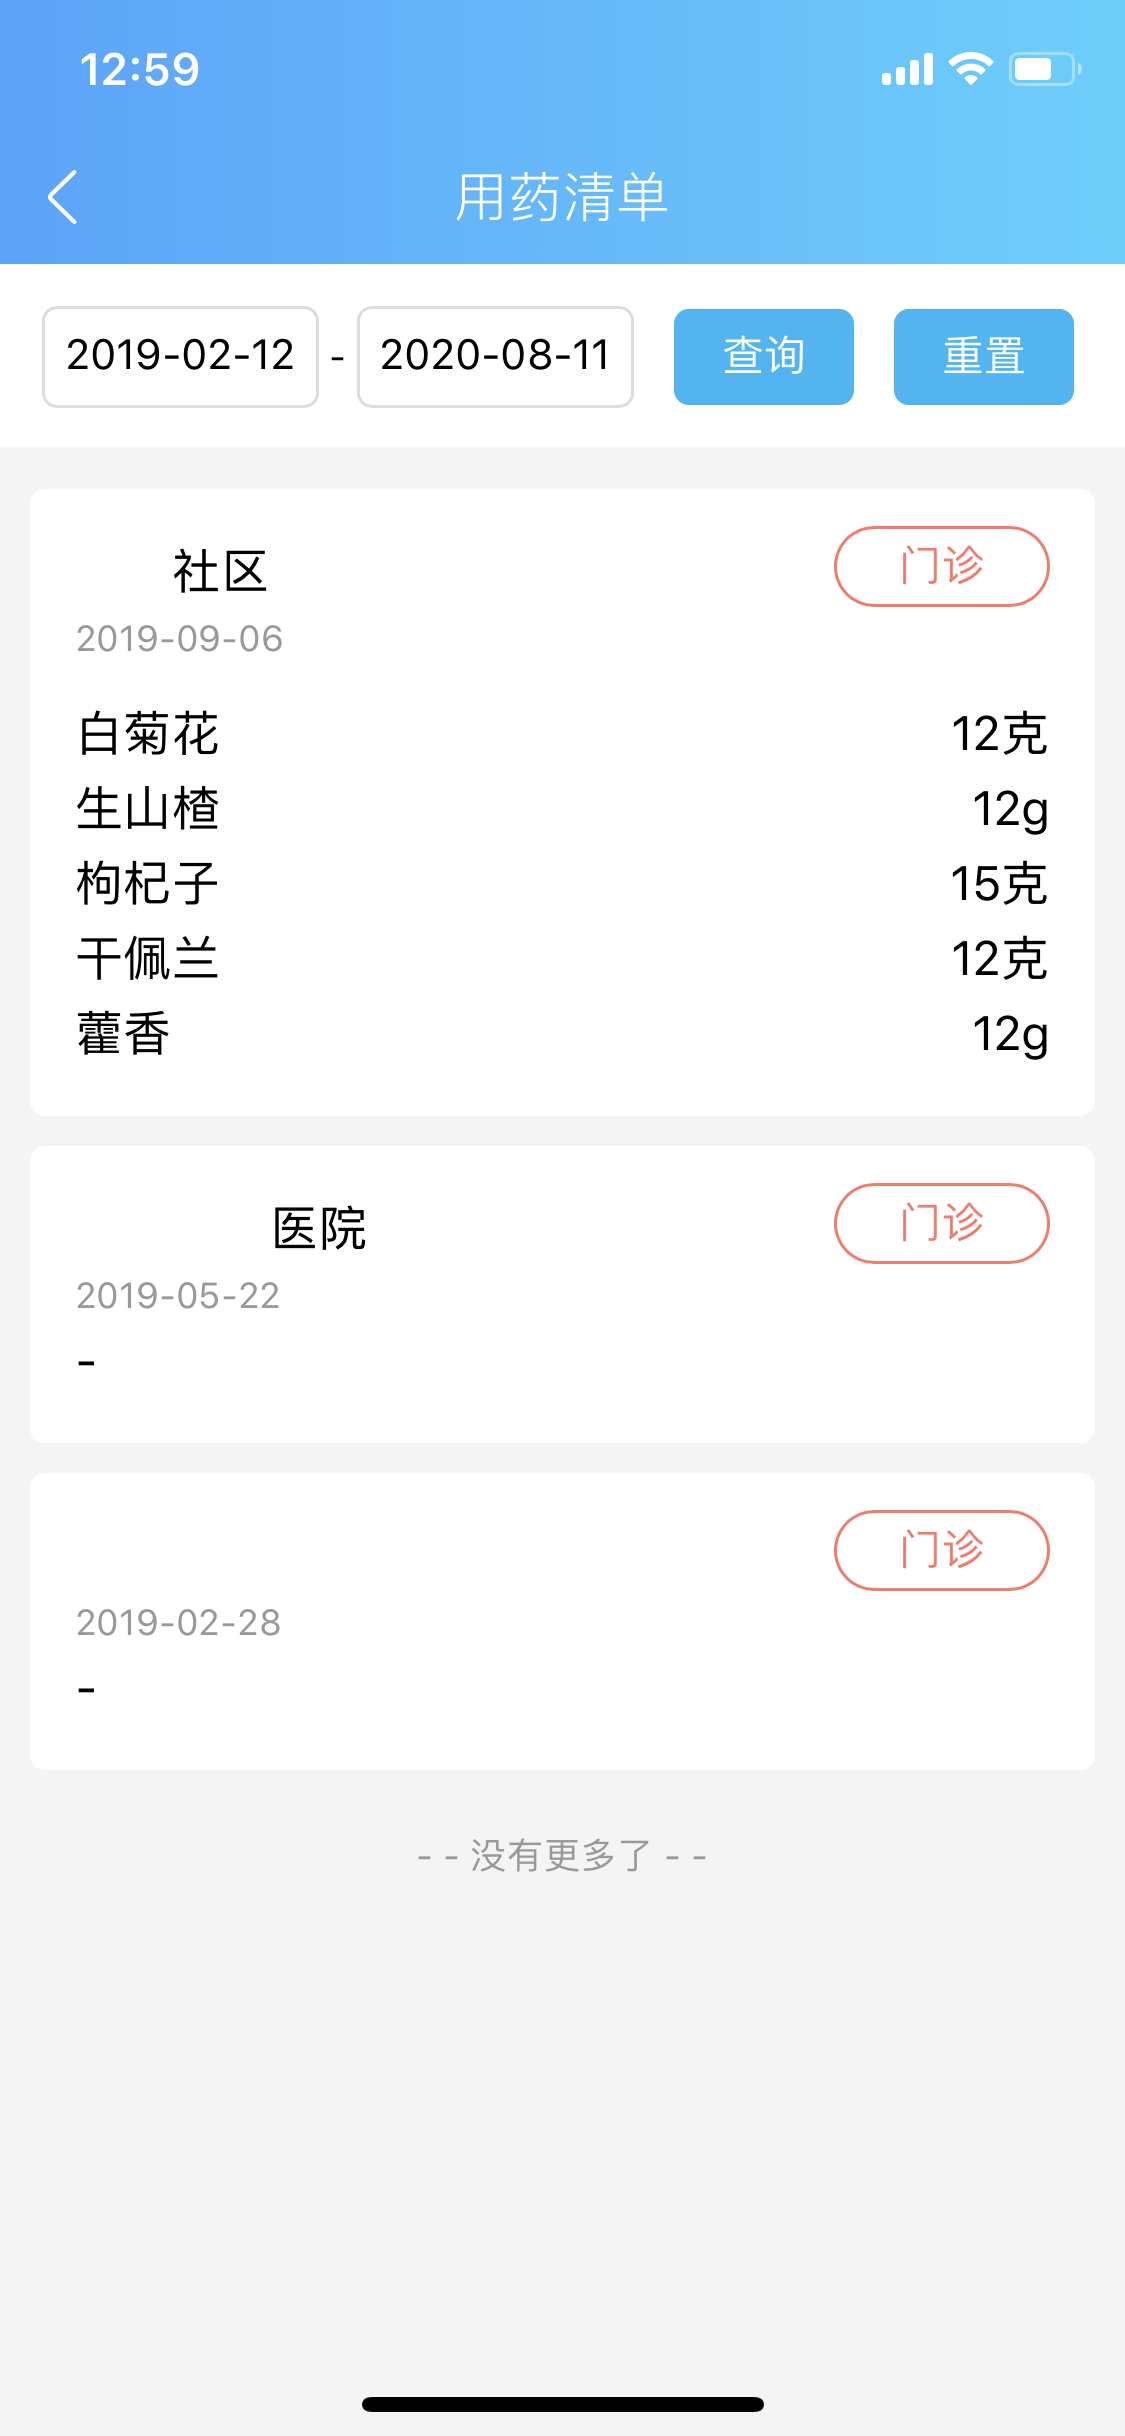 12:59
用药清单
2019-02-12 - 2020-08-11 查询 重置
社区 门诊
2019-09-06
白菊花 12克
生山楂 12g
枸杞子 15克
干佩兰 12克
藿香 12g
医院 门诊
2019-05-22
-
门诊
2019-02-28
-
- - 没有更多了 - -